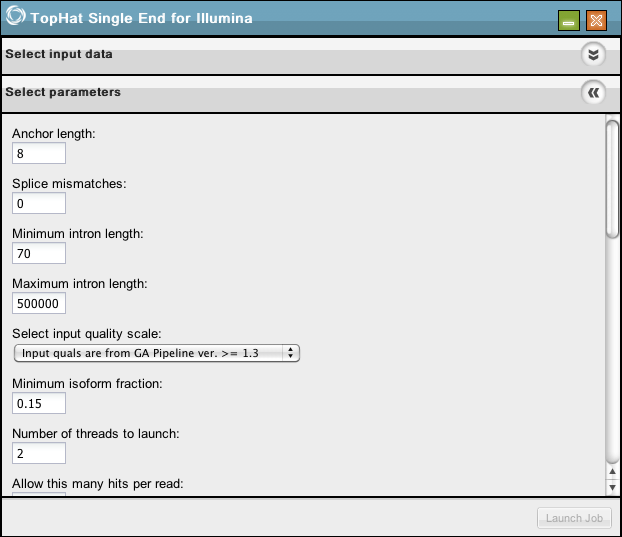 TopHat Single End for Illumina
Select input data
Select parameters
Anchor length:
8
Splice mismatches:
0
Minimum intron length:
70
Maximum intron length:
500000
Select input quality scale:
Input quals are from GA Pipeline ver. >= 1.3
Minimum isoform fraction:
0.15
Number of threads to launch:
2
Allow this many hits per read:
Launch Job